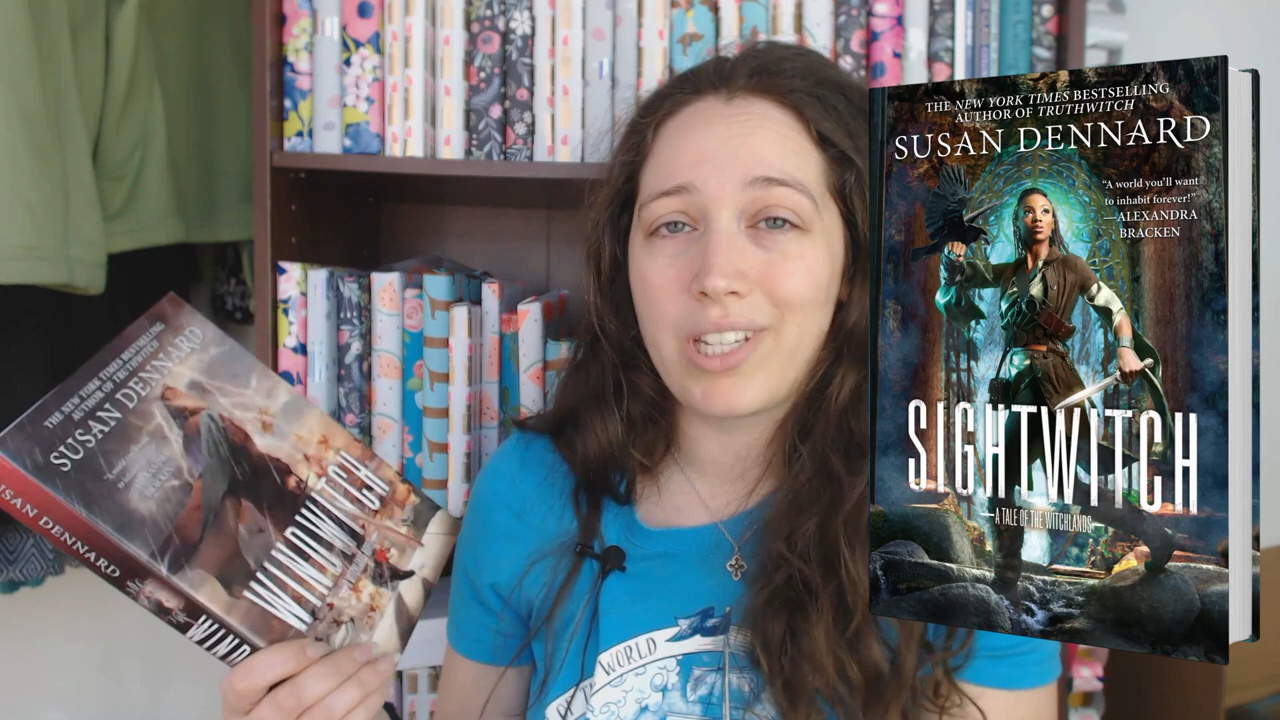 THE NEW YORK TIMES BESTSELLING
AUTHOR OF TRUTHWITCH
SUSAN DENNARD
WINDWITCH
SUSAN DENNARD
WIND
OF THE WORLD
THE NEW YORK TIMES BESTSELLING
AUTHOR OF TRUTHWITCH
SUSAN DENNARD
“A world you’ll want
to inhabit forever!”
—ALEXANDRA
BRACKEN
SIGHTWITCH
—A TALE OF THE WITCHLANDS—